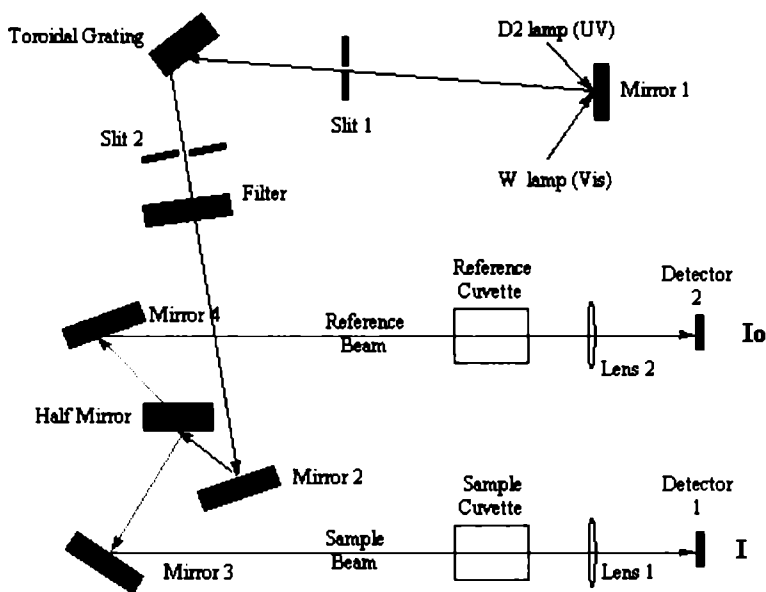 Toroidal Grating
D2 lamp (UV)
Mirror 1
Slit 1
W lamp (Vis)
Slit 2
Filter
Mirror 4
Reference
Beam
Reference
Cuvette
Lens 2
Detector
2
Io
Half Mirror
Mirror 2
Mirror 3
Sample
Beam
Sample
Cuvette
Lens 1
Detector
1
I